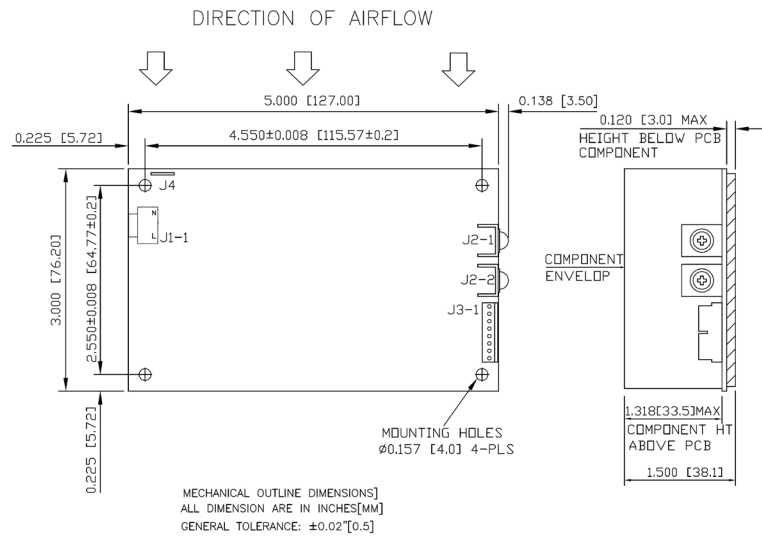 DIRECTION OF AIRFLOW
5.000 [127.00]
0.138 [3.50]
0.225 [5.72]
4.550±0.008 [115.57±0.2]
0.120 [3.0] MAX
HEIGHT BELOW PCB
COMPONENT
J4
N
L
J1-1
3.000 [76.20]
2.550±0.008 [64.77±0.2]
J2-1
J2-2
J3-1
COMPONENT
ENVELOP
0.225 [5.72]
MOUNTING HOLES
Ø0.157 [4.0] 4-PLS
1.318[33.5]MAX
COMPONENT HT
ABOVE PCB
1.500 [38.1]
MECHANICAL OUTLINE DIMENSIONS]
ALL DIMENSION ARE IN INCHES[MM]
GENERAL TOLERANCE: ±0.02"[0.5]